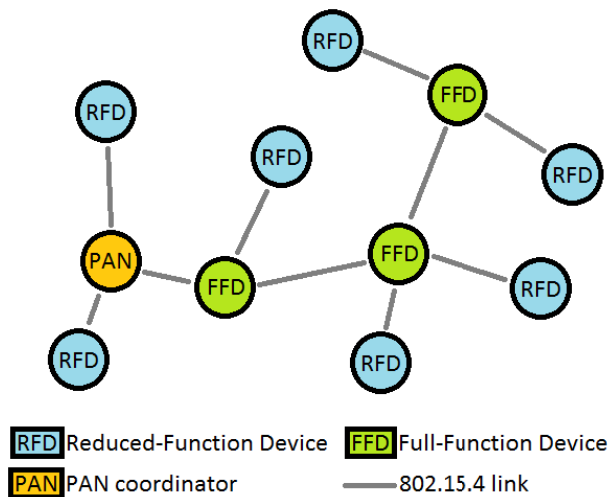 RFD
FFD
RFD
RFD
RFD
PAN
FFD
FFD
RFD
RFD
RFD
RFD Reduced-Function Device
FFD Full-Function Device
PAN PAN coordinator
802.15.4 link